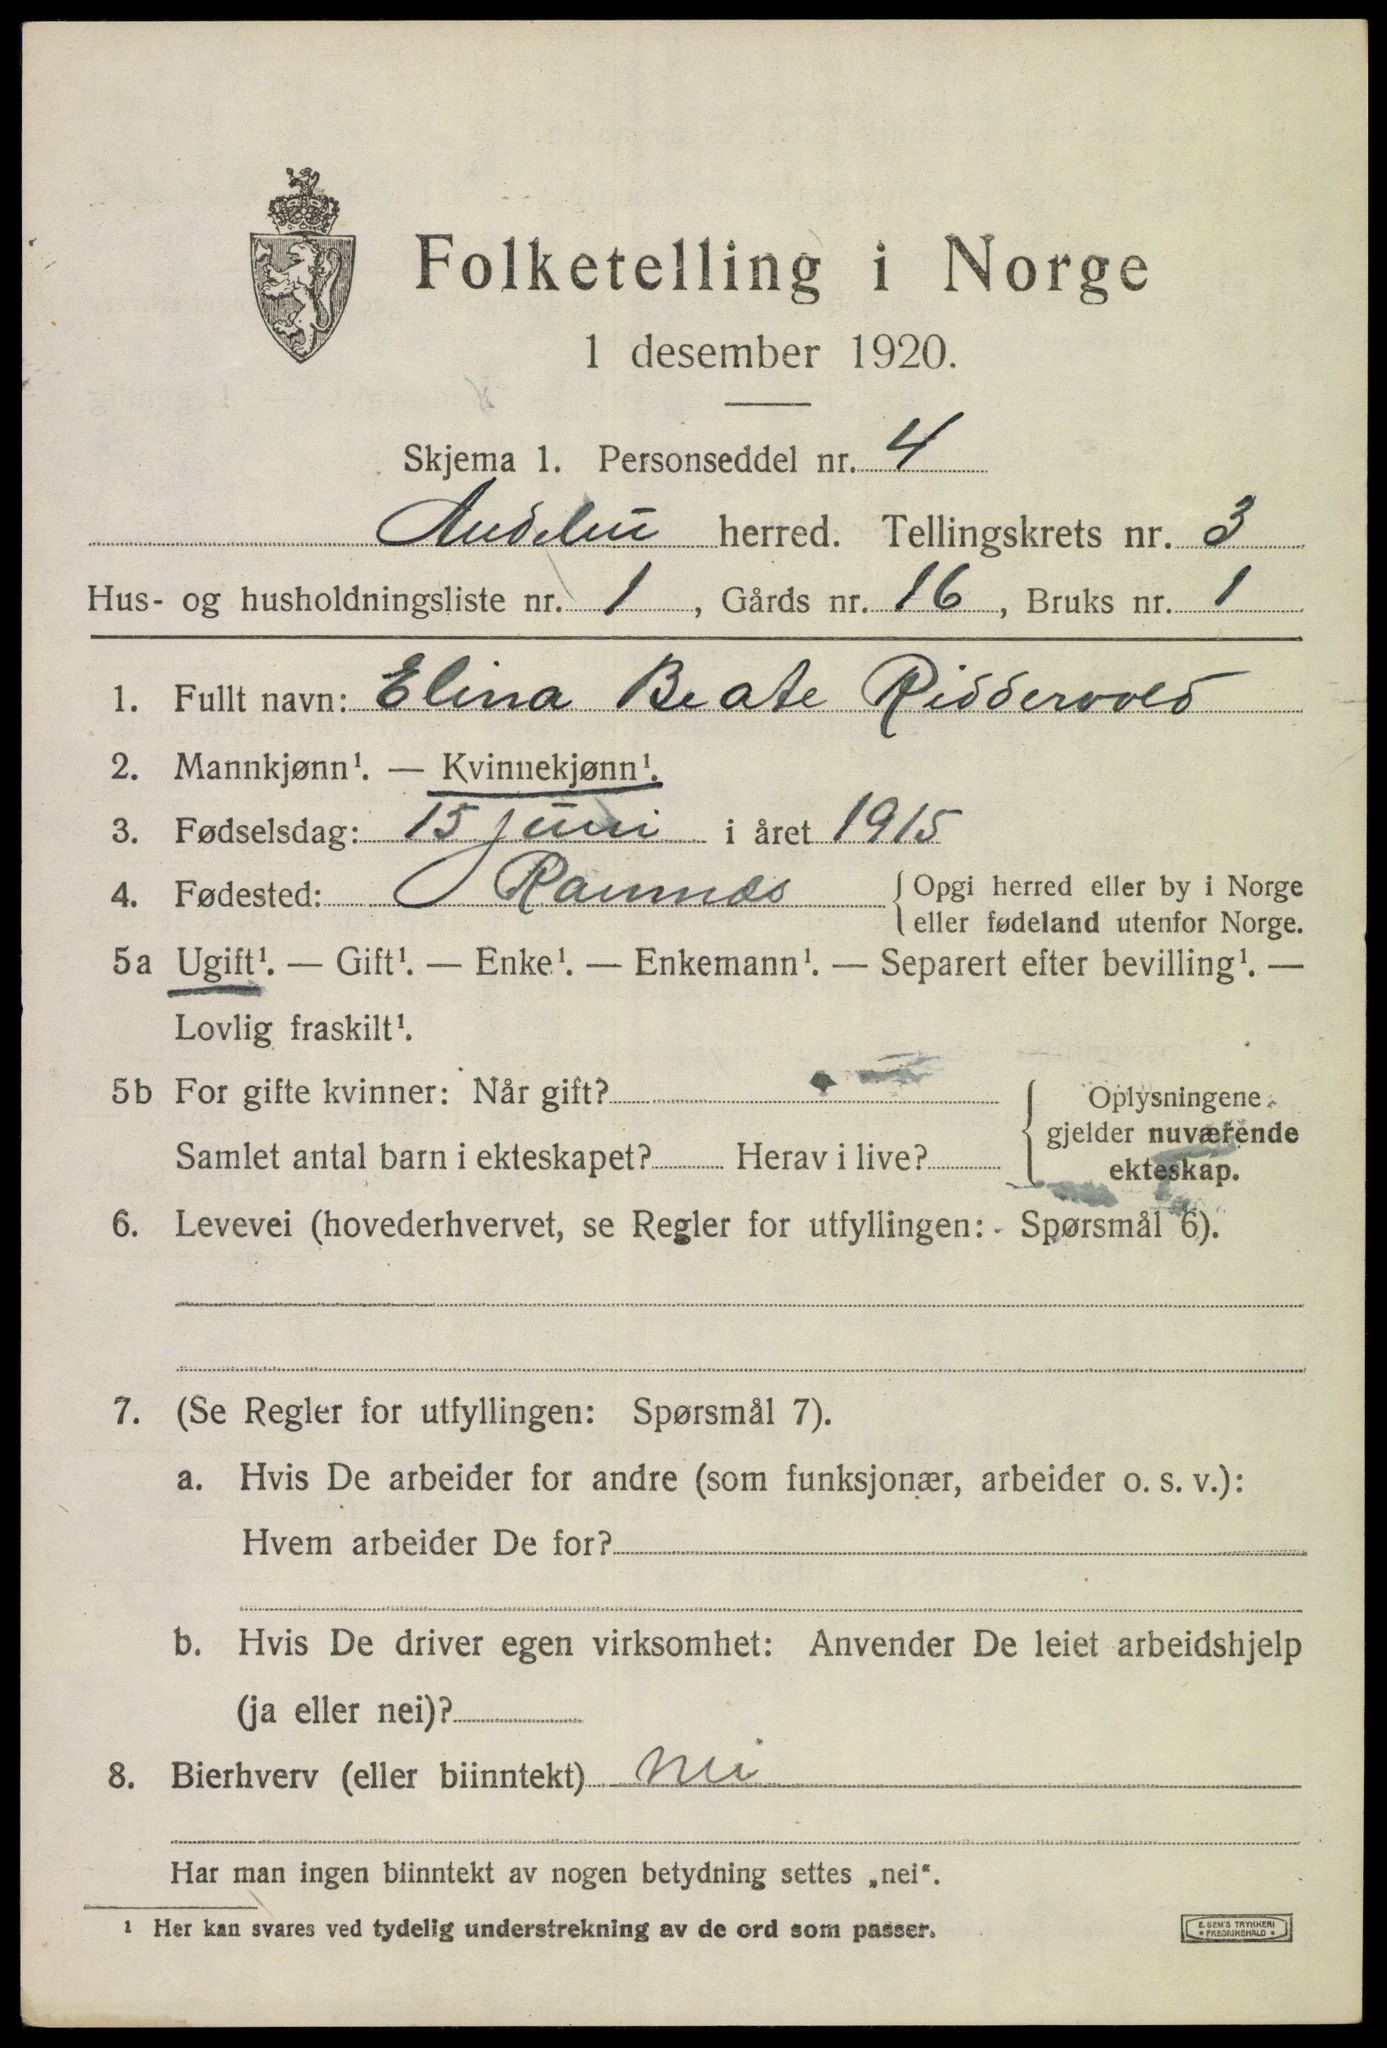 Folketelling i Norge
1 desember 1920.
Skjema 1. Personseddel nr. 4
Andebu herred. Tellingskrets nr. 3
Hus- og husholdningsliste nr. 1, Gårds nr. 16, Bruks nr. 1
1. Fullt navn: Elina Beate Riddervold
2. Mannkjønn¹. — Kvinnekjønn¹.
3. Fødselsdag: 15 juni i året 1915
4. Fødested: Ramnes { Opgi herred eller by i Norge
eller fødeland utenfor Norge.
5a Ugift¹. — Gift¹. — Enke¹. — Enkemann¹. — Separert efter bevilling¹. —
Lovlig fraskilt¹.
5b For gifte kvinner: Når gift?
Samlet antal barn i ekteskapet? Herav i live?
{ Oplysningene
gjelder nuværende
ekteskap.
6. Levevei (hovederhvervet, se Regler for utfyllingen: Spørsmål 6).
7. (Se Regler for utfyllingen: Spørsmål 7).
a. Hvis De arbeider for andre (som funksjonær, arbeider o. s. v.):
Hvem arbeider De for?
b. Hvis De driver egen virksomhet: Anvender De leiet arbeidshjelp
(ja eller nei)?
8. Bierhverv (eller biinntekt) nei
Har man ingen biinntekt av nogen betydning settes „nei“.
¹ Her kan svares ved tydelig understrekning av de ord som passer.
E. SEM'S TRYKKERI
* FREDRIKSHALD *